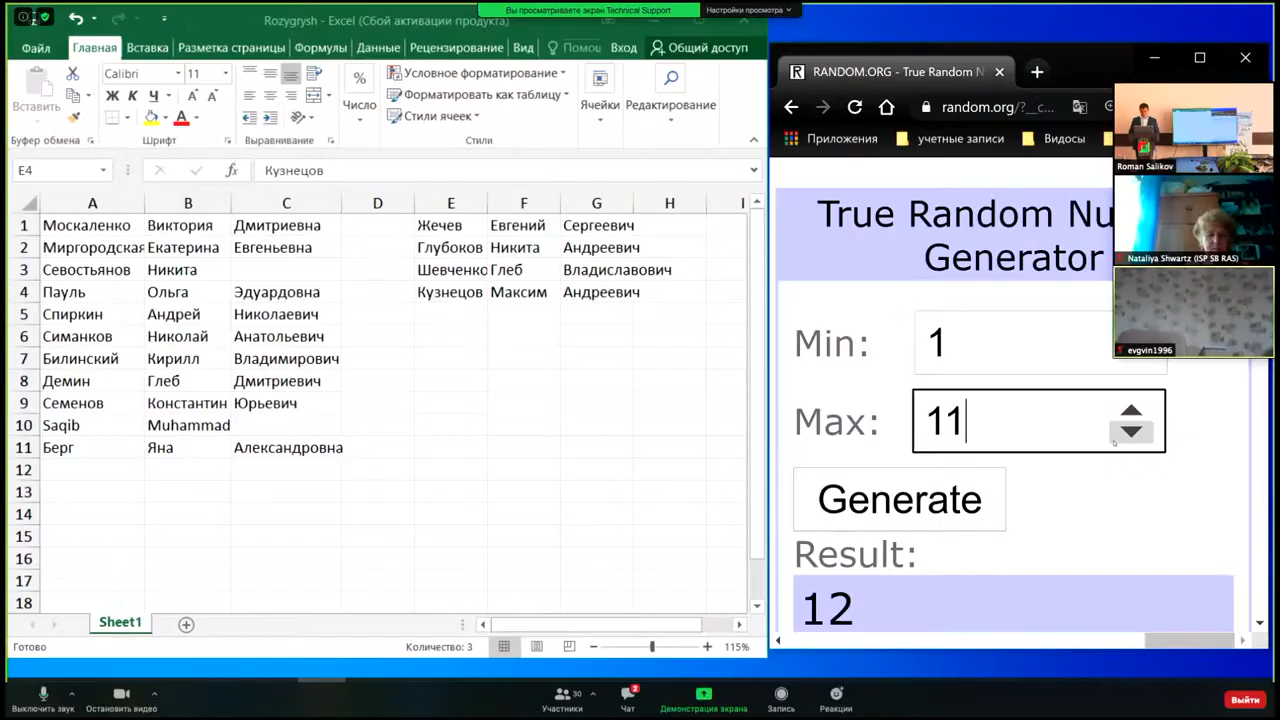 Вы просматриваете экран Technical Support
Настройки просмотра
Rozygrysh - Excel (Сбой активации продукта)
Файл Главная Вставка Разметка страницы Формулы Данные Рецензирование Вид Помощ Вход Общий доступ
Calibri 11
Вставить
Ж К Ч А А
Число
Условное форматирование
Форматировать как таблицу
Стили ячеек
Ячейки Редактирование
Буфер обмена Шрифт Выравнивание Стили
E4 fx Кузнецов
A B C D E F G H I
1 Москаленко Виктория Дмитриевна Жечев Евгений Сергеевич
2 Миргородская Екатерина Евгеньевна Глубоков Никита Андреевич
3 Севостьянов Никита Шевченко Глеб Владиславович
4 Пауль Ольга Эдуардовна Кузнецов Максим Андреевич
5 Спиркин Андрей Николаевич
6 Симанков Николай Анатольевич
7 Билинский Кирилл Владимирович
8 Демин Глеб Дмитриевич
9 Семенов Константин Юрьевич
10 Saqib Muhammad
11 Берг Яна Александровна
12
13
14
15
16
17
18
Sheet1
Готово Количество: 3 115%
RANDOM.ORG - True Random N
random.org/?__c...
Приложения учетные записи Видосы
True Random Nu
Generator
Min: 1
Max: 11
Generate
Result:
12
Roman Salikov
Nataliya Shwartz (ISP SB RAS)
evgvin1996
Выключить звук Остановить видео Участники 30 Чат 2 Демонстрация экрана Запись Реакции Выйти